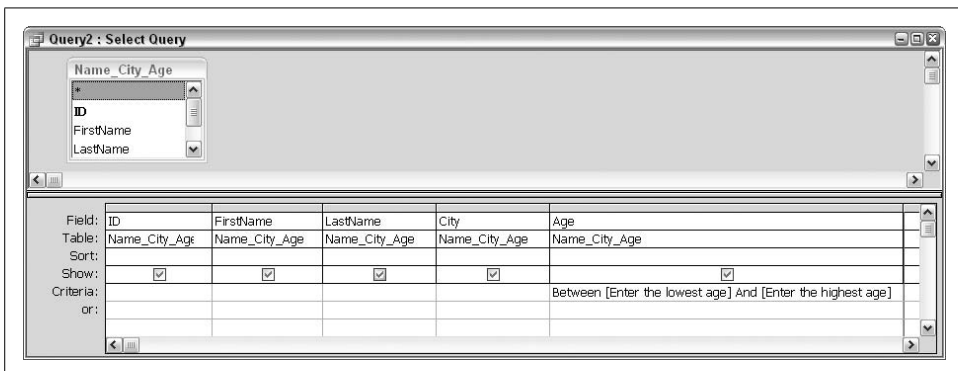 Query2 : Select Query
Name_City_Age
*
ID
FirstName
LastName
Field: ID FirstName LastName City Age
Table: Name_City_Age Name_City_Age Name_City_Age Name_City_Age Name_City_Age
Sort:
Show:
Criteria: Between [Enter the lowest age] And [Enter the highest age]
or: